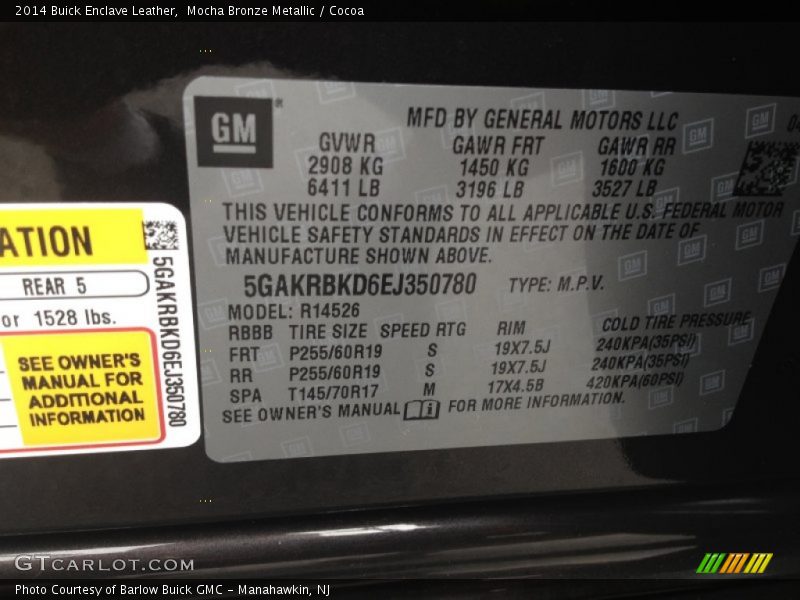 2014 Buick Enclave Leather, Mocha Bronze Metallic / Cocoa
GM
MFD BY GENERAL MOTORS LLC
GVWR GAWR FRT GAWR RR
2908 KG 1450 KG 1600 KG
6411 LB 3196 LB 3527 LB
THIS VEHICLE CONFORMS TO ALL APPLICABLE U.S. FEDERAL MOTOR
VEHICLE SAFETY STANDARDS IN EFFECT ON THE DATE OF
MANUFACTURE SHOWN ABOVE.
5GAKRBKD6EJ350780 TYPE: M.P.V.
MODEL: R14526
RBBB TIRE SIZE SPEED RTG RIM COLD TIRE PRESSURE
FRT P255/60R19 S 19X7.5J 240KPA(35PSI)
RR P255/60R19 S 19X7.5J 240KPA(35PSI)
SPA T145/70R17 M 17X4.5B 420KPA(60PSI)
SEE OWNER'S MANUAL FOR MORE INFORMATION.
ATION
REAR 5
or 1528 lbs.
SEE OWNER'S
MANUAL FOR
ADDITIONAL
INFORMATION
5GAKRBKD6EJ350780
GTCARLOT.COM
Photo Courtesy of Barlow Buick GMC – Manahawkin, NJ